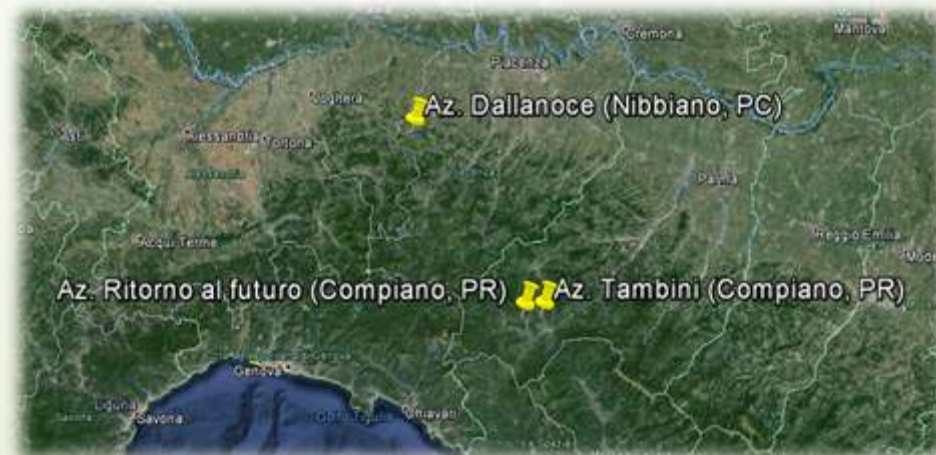 Cremona
Mantova
Piacenza
Voghera
Az. Dallanoce (Nibbiano, PC)
Alessandria
Tortona
Parma
Acqui Terme
Reggio Emilia
Az. Ritorno al futuro (Compiano, PR)
Az. Tambini (Compiano, PR)
Genova
Chiavari
Liguria
Savona